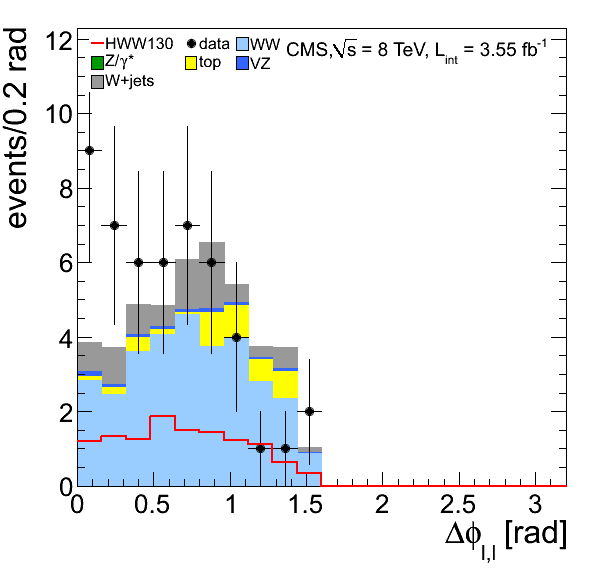 events/0.2 rad
HWW130 data WW
Z/γ* top VZ
W+jets
CMS,√s = 8 TeV, L_int = 3.55 fb⁻¹
12
10
8
6
4
2
0
0 0.5 1 1.5 2 2.5 3
Δϕ_l,l [rad]